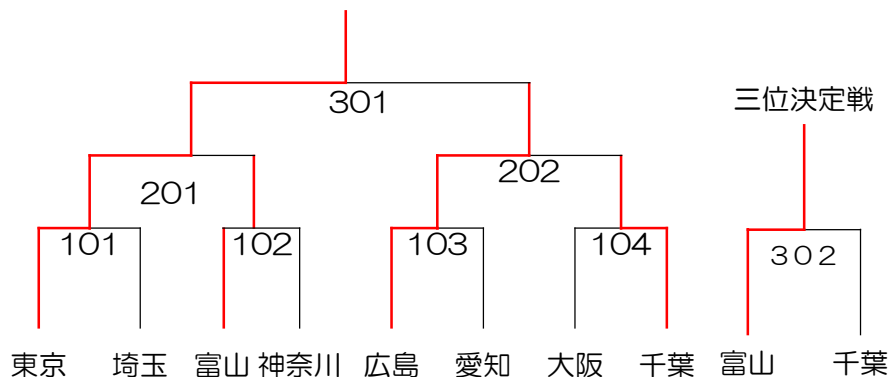 301
三位決定戦
201
202
101
102
103
104
302
東京
埼玉
富山
神奈川
広島
愛知
大阪
千葉
富山
千葉